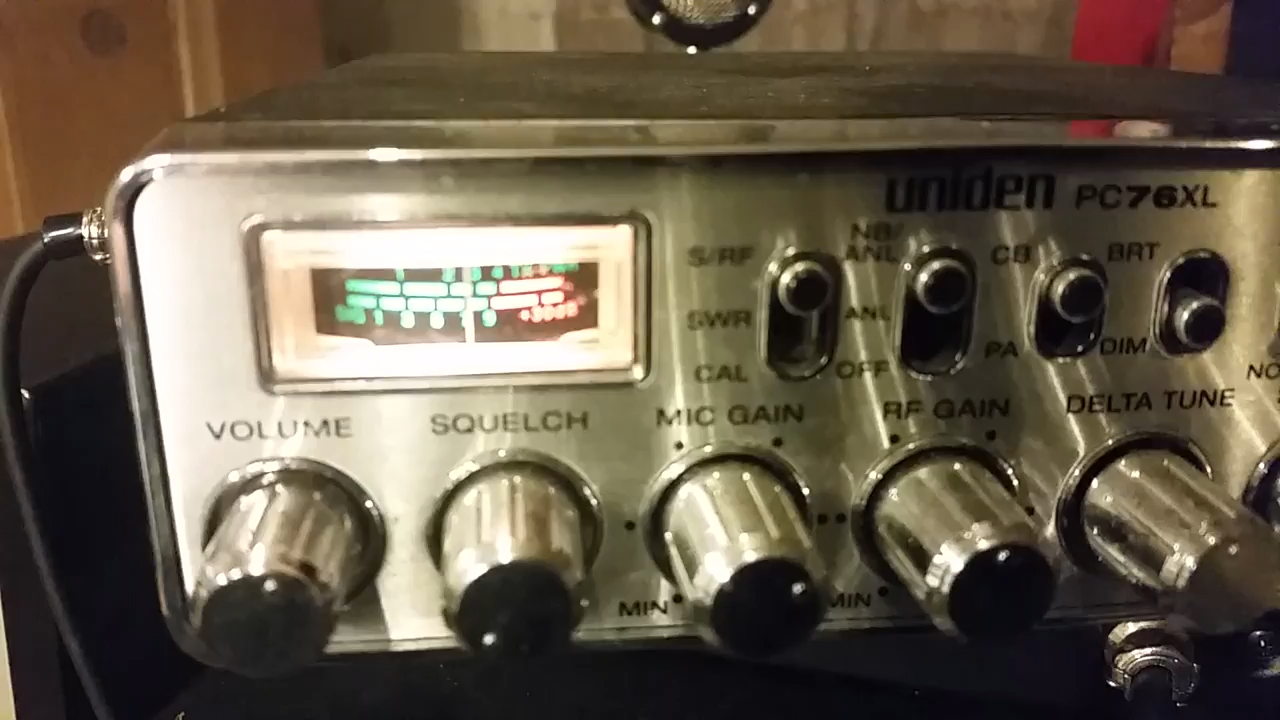 uniden PC76XL
S/RF
NB/
ANL
CB
BRT
SWR
ANL
PA
DIM
CAL
OFF
NO
VOLUME
SQUELCH
MIC GAIN
RF GAIN
DELTA TUNE
MIN
MIN